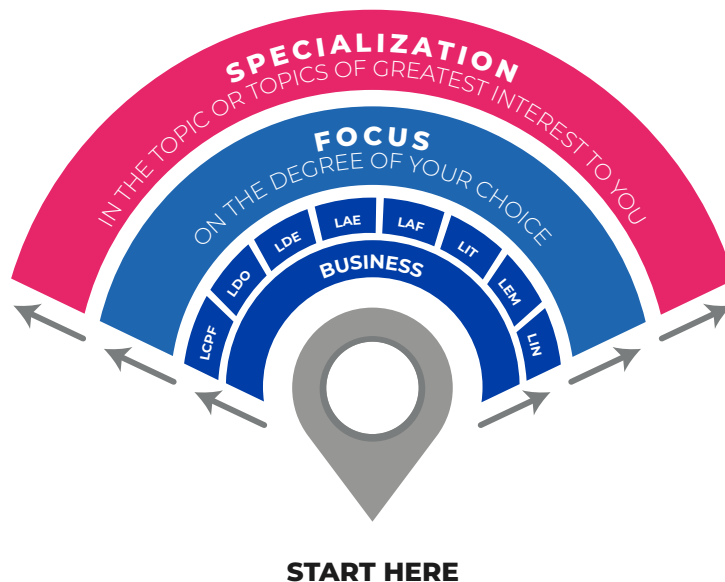 SPECIALIZATION
IN THE TOPIC OR TOPICS OF GREATEST INTEREST TO YOU
FOCUS
ON THE DEGREE OF YOUR CHOICE
LCPF
LDO
LDE
LAE
LAF
LIT
LEM
LIN
BUSINESS
START HERE